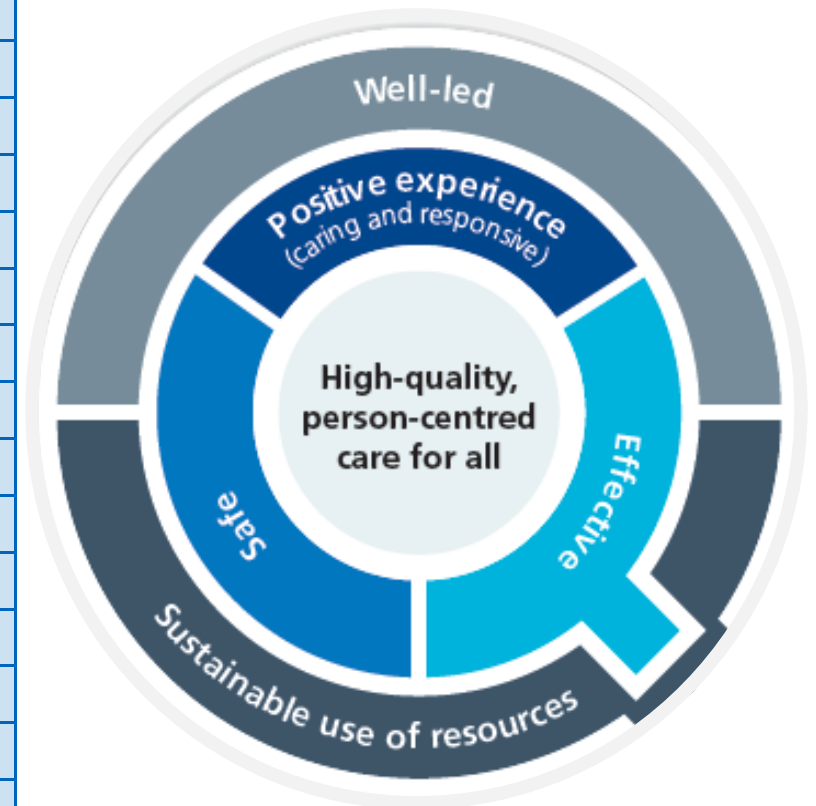 Well-led
Positive experience
(caring and responsive)
High-quality,
person-centred
care for all
Effective
Safe
Sustainable use of resources